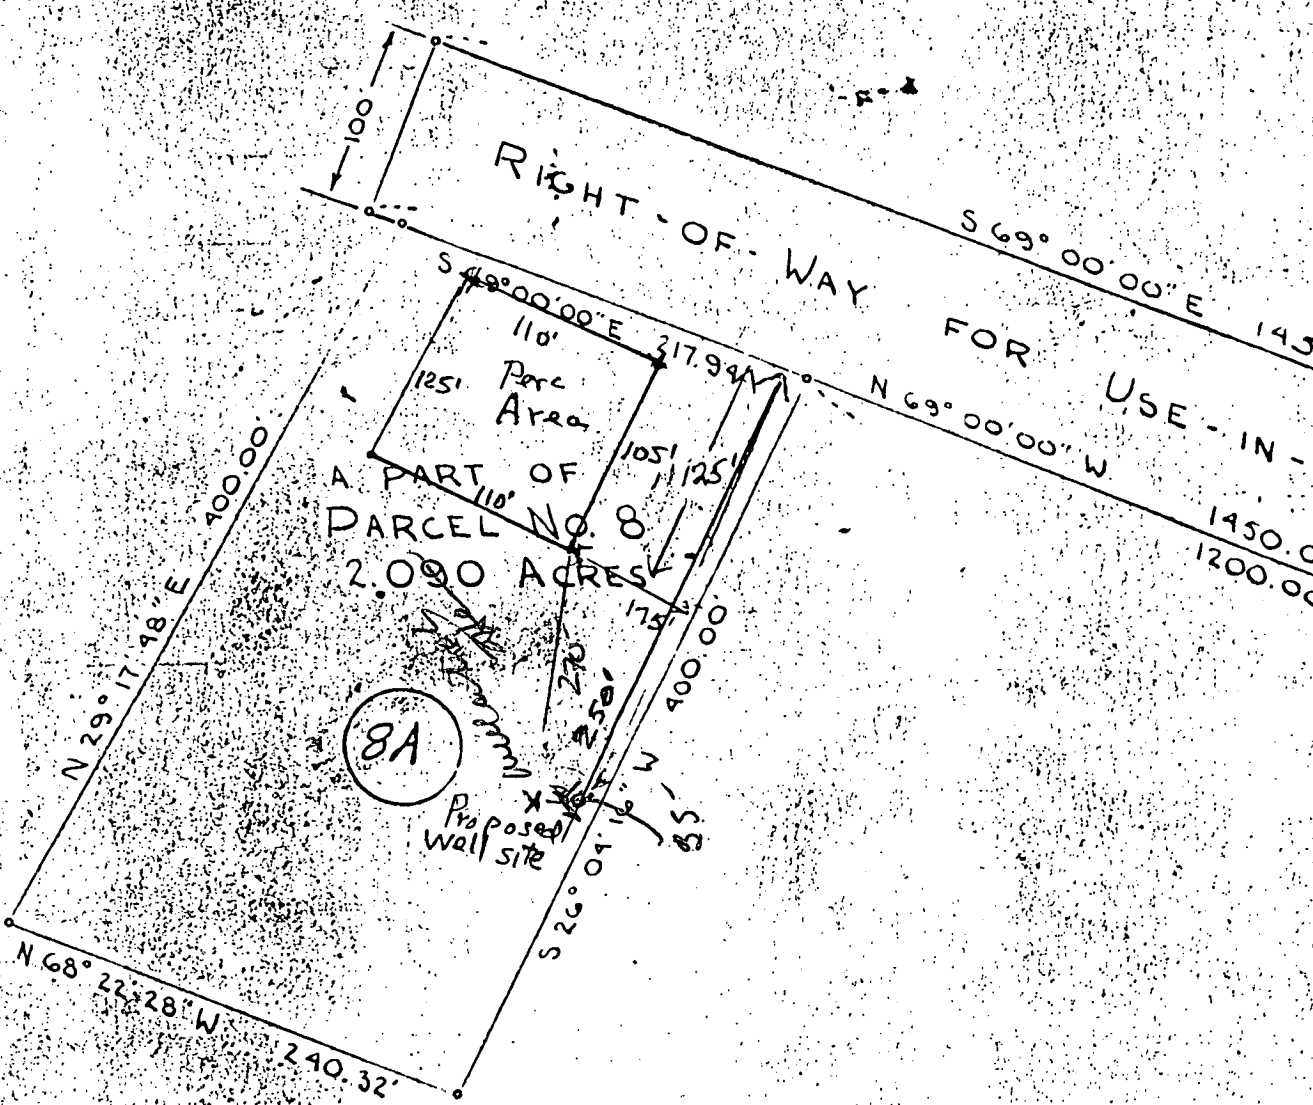 100
RIGHT-OF-WAY FOR USE-IN-
S 69° 00' 00" E 145
S 69° 00' 00" E 217.94
N 69° 00' 00" W 1450.0
1200.00
110'
125' Perc
Area
105' 125'
A PART OF
110'
PARCEL No. 8
2.090 ACRES
175'
270'
250'
400.00
N 29° 17' 48" E 400.00
8A
Proposed
well site
35'
S 26° 04' 16" W
N 68° 22' 28" W 240.32'